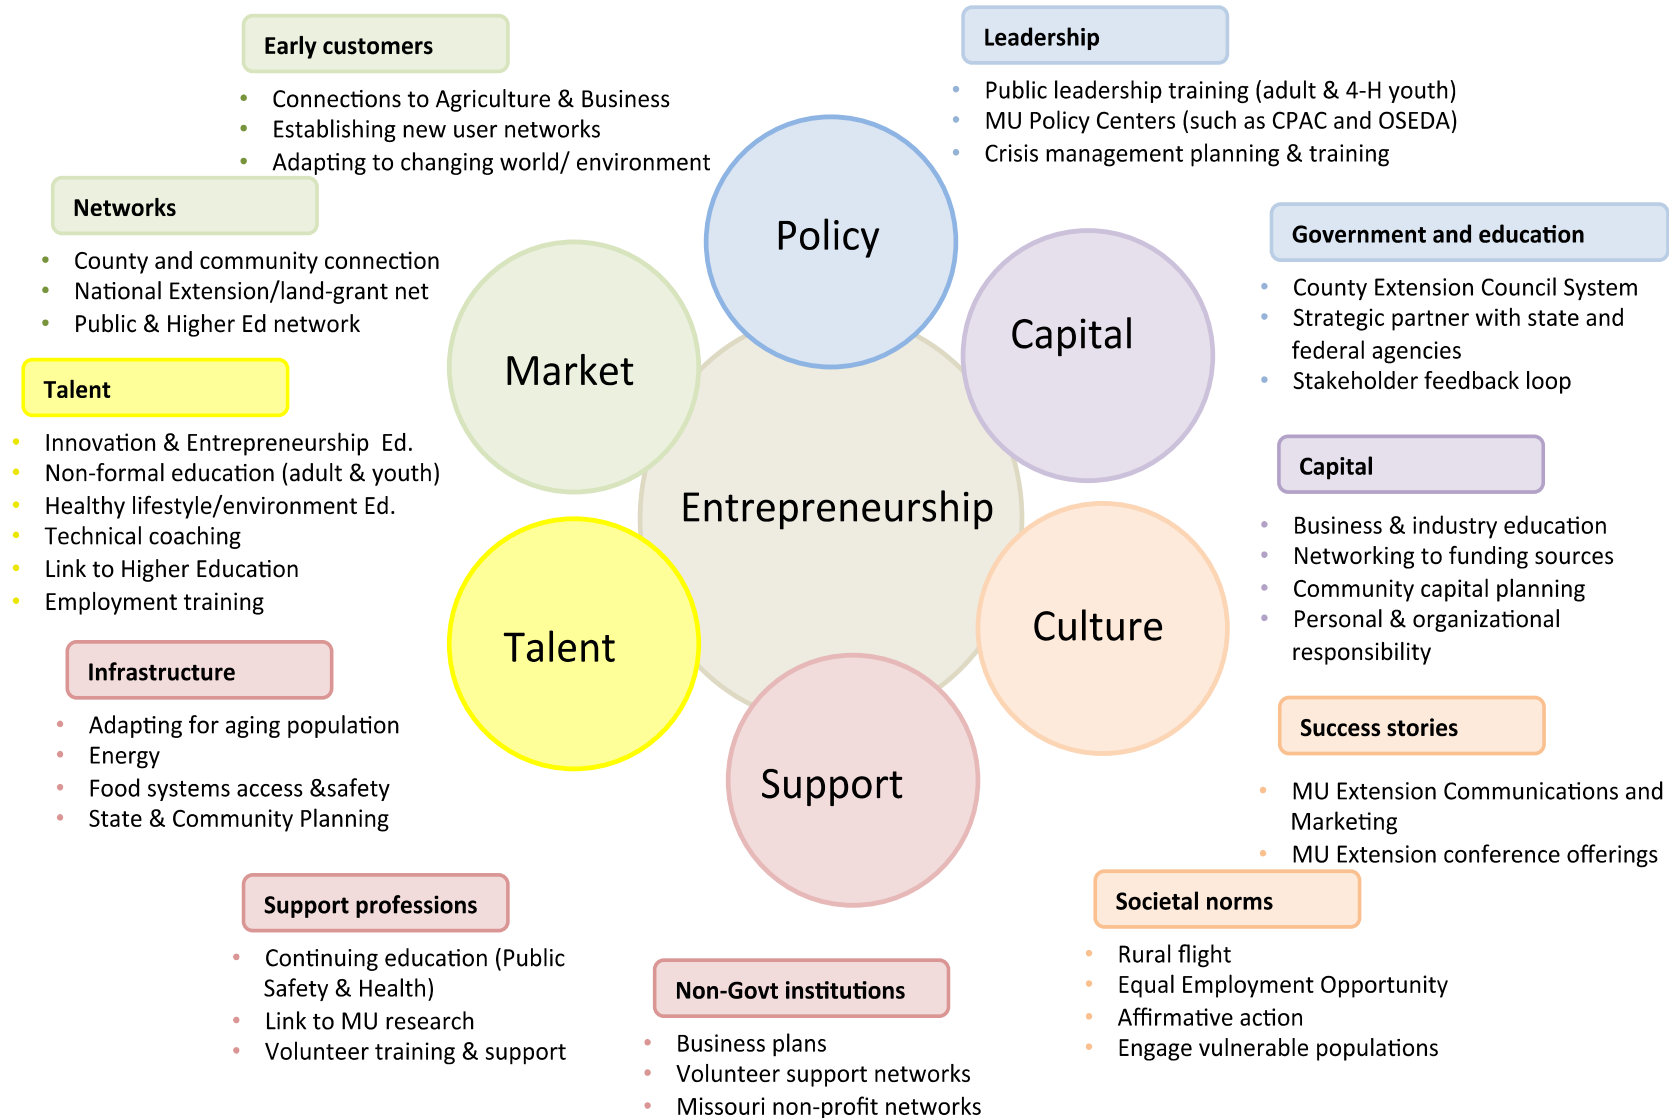 Early customers
• Connections to Agriculture & Business
• Establishing new user networks
• Adapting to changing world/ environment
Leadership
• Public leadership training (adult & 4-H youth)
• MU Policy Centers (such as CPAC and OSEDA)
• Crisis management planning & training
Networks
• County and community connection
• National Extension/land-grant net
• Public & Higher Ed network
Government and education
• County Extension Council System
• Strategic partner with state and
federal agencies
• Stakeholder feedback loop
Talent
• Innovation & Entrepreneurship  Ed.
• Non-formal education (adult & youth)
• Healthy lifestyle/environment Ed.
• Technical coaching
• Link to Higher Education
• Employment training
Policy
Market
Capital
Entrepreneurship
Talent
Culture
Support
Capital
• Business & industry education
• Networking to funding sources
• Community capital planning
• Personal & organizational
responsibility
Infrastructure
• Adapting for aging population
• Energy
• Food systems access &safety
• State & Community Planning
Success stories
• MU Extension Communications and
Marketing
• MU Extension conference offerings
Support professions
• Continuing education (Public
Safety & Health)
• Link to MU research
• Volunteer training & support
Non-Govt institutions
• Business plans
• Volunteer support networks
• Missouri non-profit networks
Societal norms
• Rural flight
• Equal Employment Opportunity
• Affirmative action
• Engage vulnerable populations